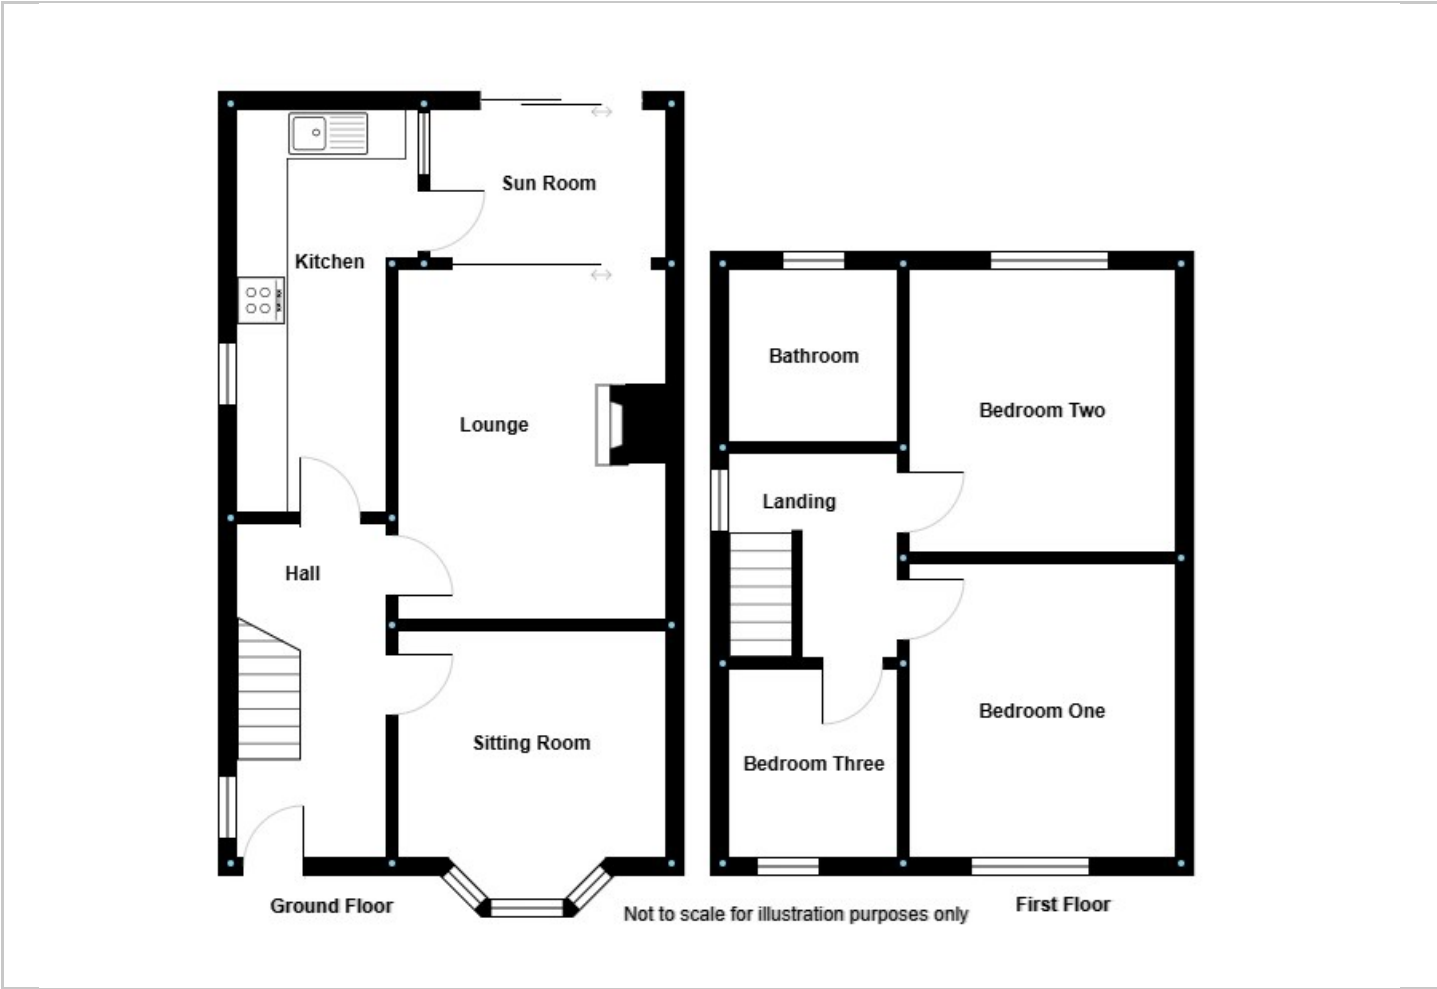 Sun Room
Kitchen
Lounge
Hall
Sitting Room
Ground Floor
Bathroom
Bedroom Two
Landing
Bedroom One
Bedroom Three
First Floor
Not to scale for illustration purposes only